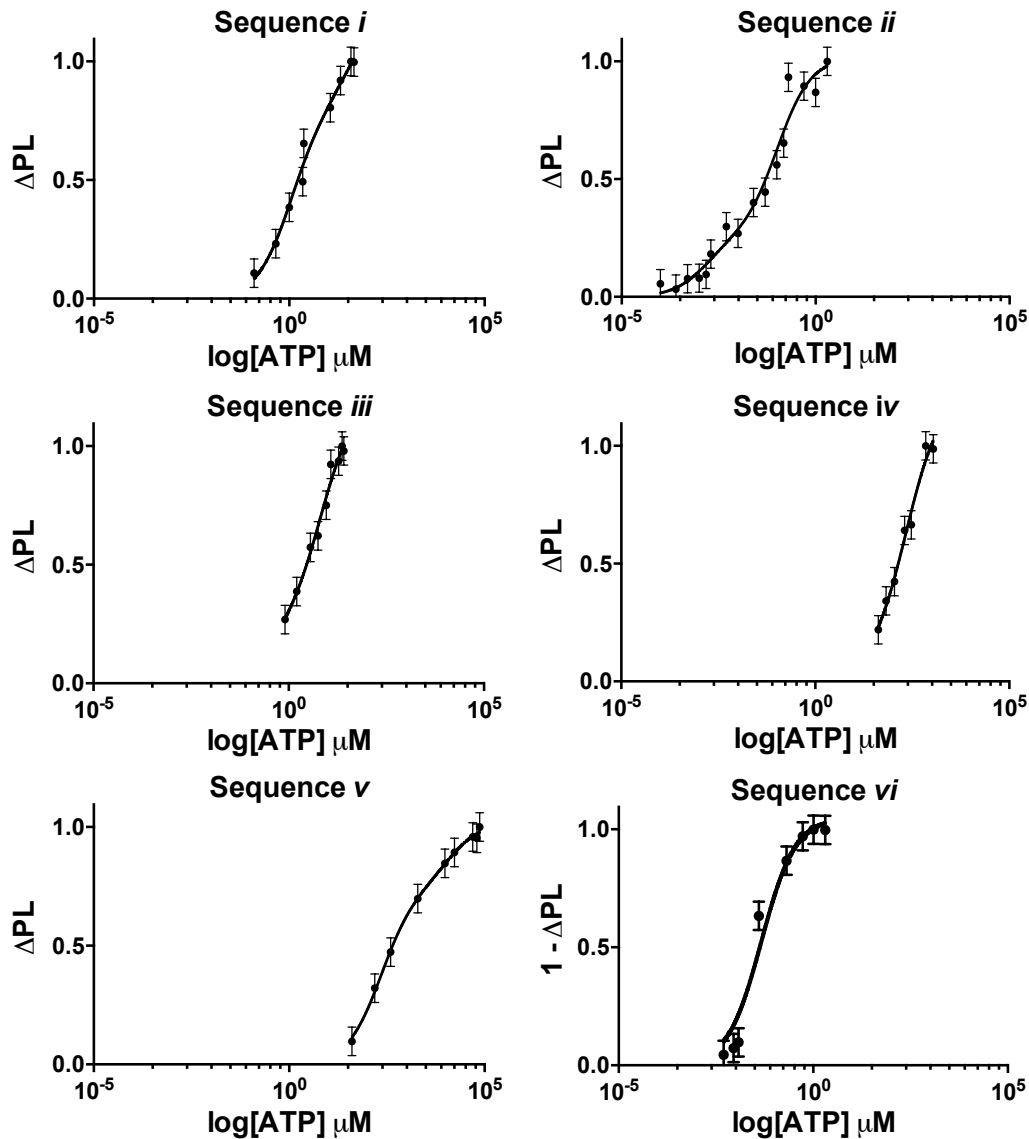 Sequence i
Sequence ii
1.0
0.5
0.0
ΔPL
10⁻⁵
10⁰
10⁵
log[ATP] μM
1.0
0.5
0.0
ΔPL
10⁻⁵
10⁰
10⁵
log[ATP] μM
Sequence iii
Sequence iv
1.0
0.5
0.0
ΔPL
10⁻⁵
10⁰
10⁵
log[ATP] μM
1.0
0.5
0.0
ΔPL
10⁻⁵
10⁰
10⁵
log[ATP] μM
Sequence v
Sequence vi
1.0
0.5
0.0
ΔPL
10⁻⁵
10⁰
10⁵
log[ATP] μM
1.0
0.5
0.0
1 - ΔPL
10⁻⁵
10⁰
10⁵
log[ATP] μM